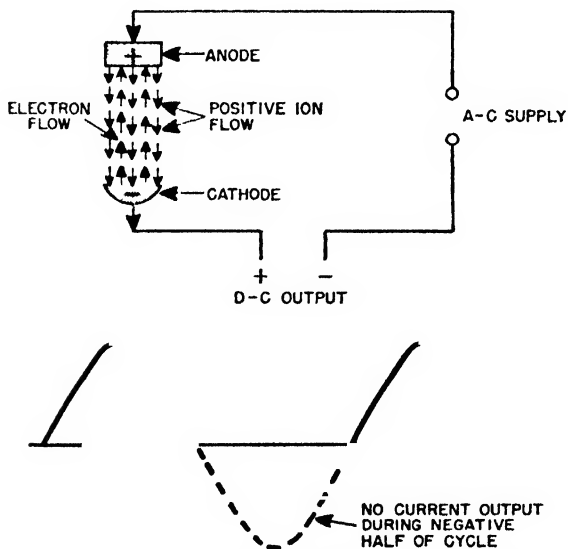 +
ANODE
ELECTRON
FLOW
POSITIVE ION
FLOW
A-C SUPPLY
-
CATHODE
+ -
D-C OUTPUT
NO CURRENT OUTPUT
DURING NEGATIVE
HALF OF CYCLE